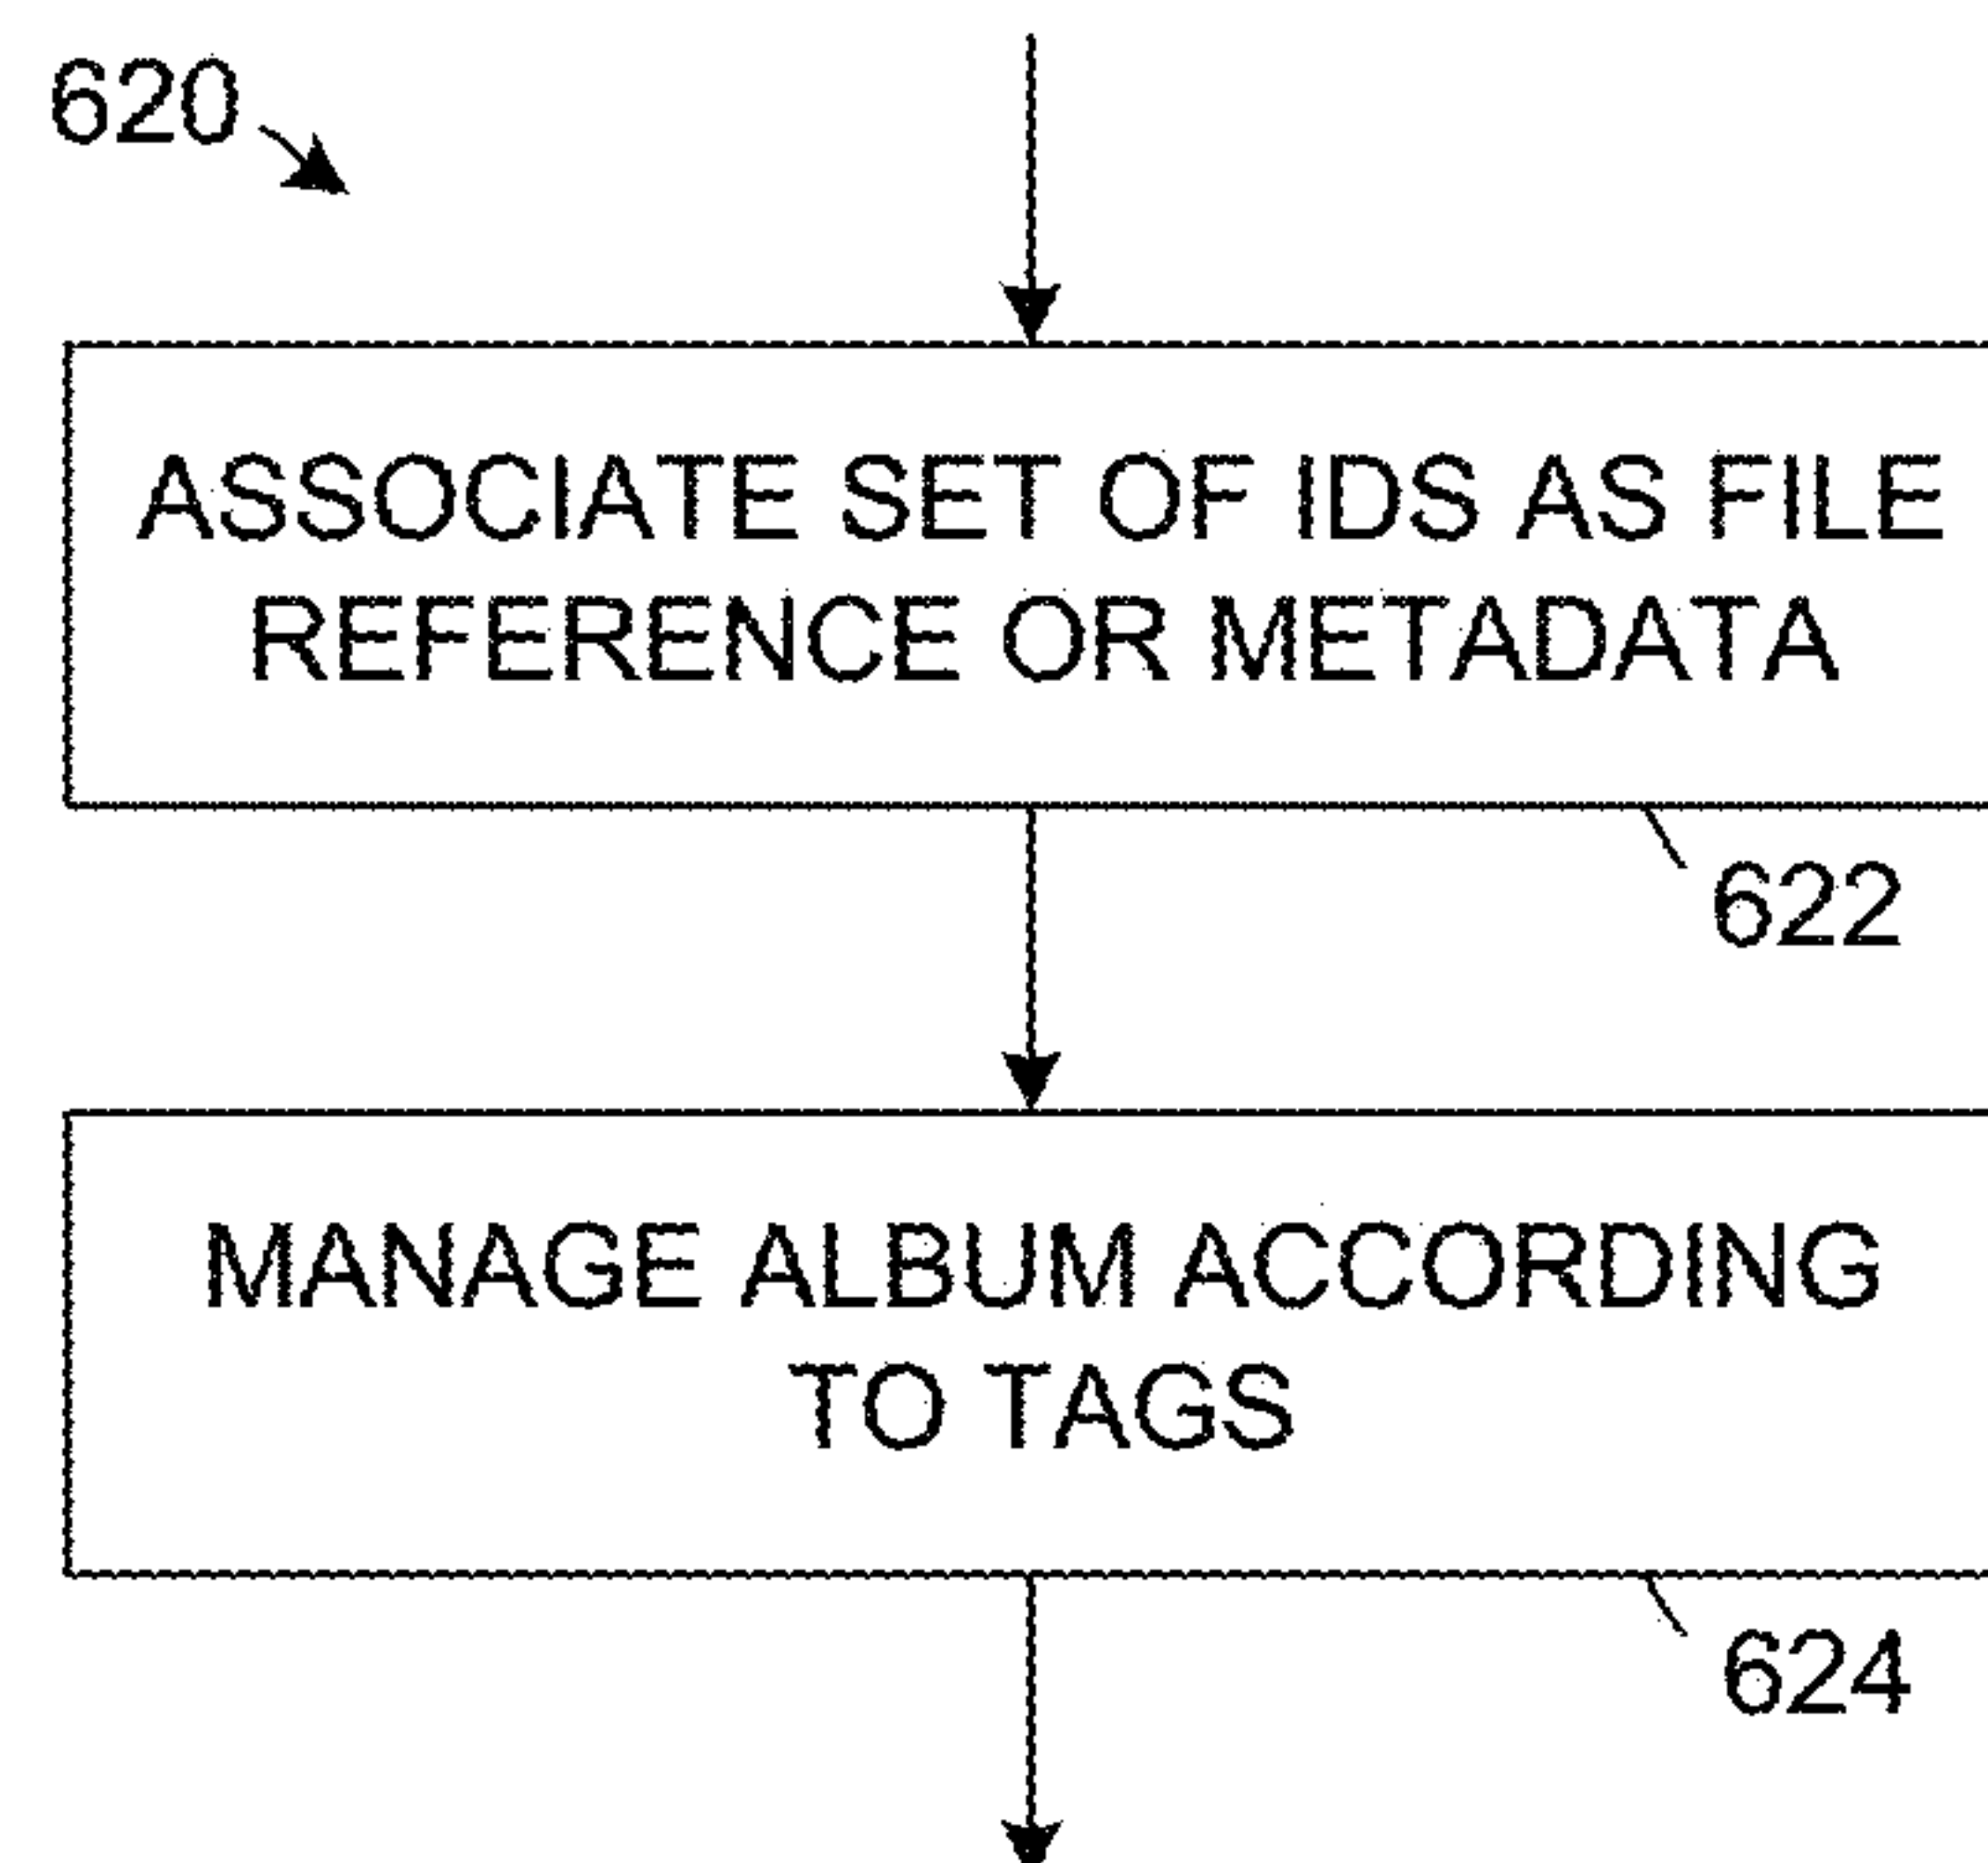 620
ASSOCIATE SET OF IDS AS FILE
REFERENCE OR METADATA
622
MANAGE ALBUM ACCORDING
TO TAGS
624